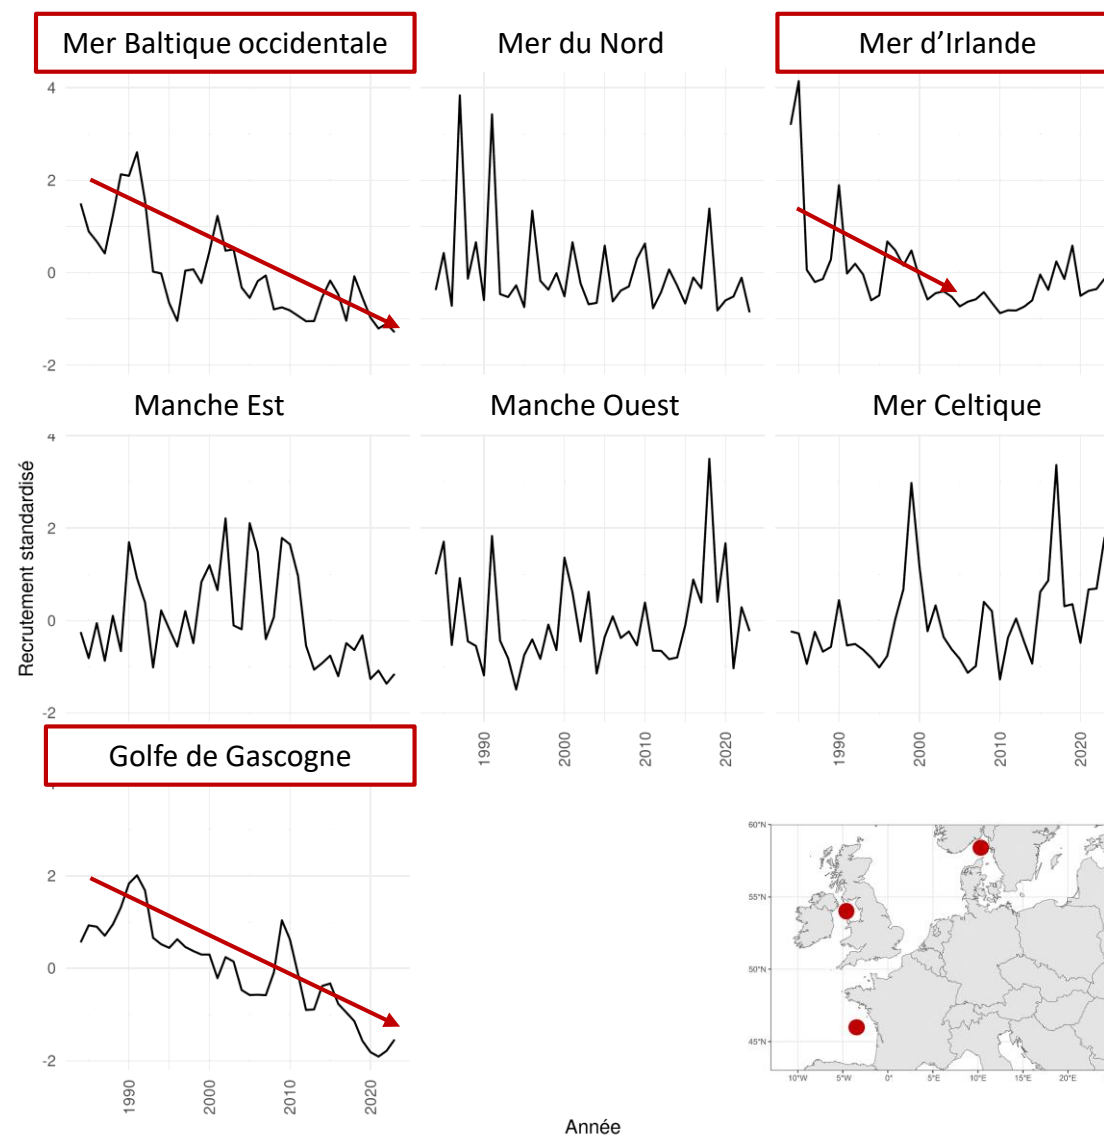 Mer Baltique occidentale
Mer du Nord
Mer d’Irlande
4
2
0
-2
Manche Est
Manche Ouest
Mer Celtique
Recrutement standardisé
4
2
0
-2
1990
2000
2010
2020
1990
2000
2010
2020
Golfe de Gascogne
2
0
-2
1990
2000
2010
2020
60°N
55°N
50°N
45°N
10°W
5°W
0°
5°E
10°E
15°E
20°E
Année